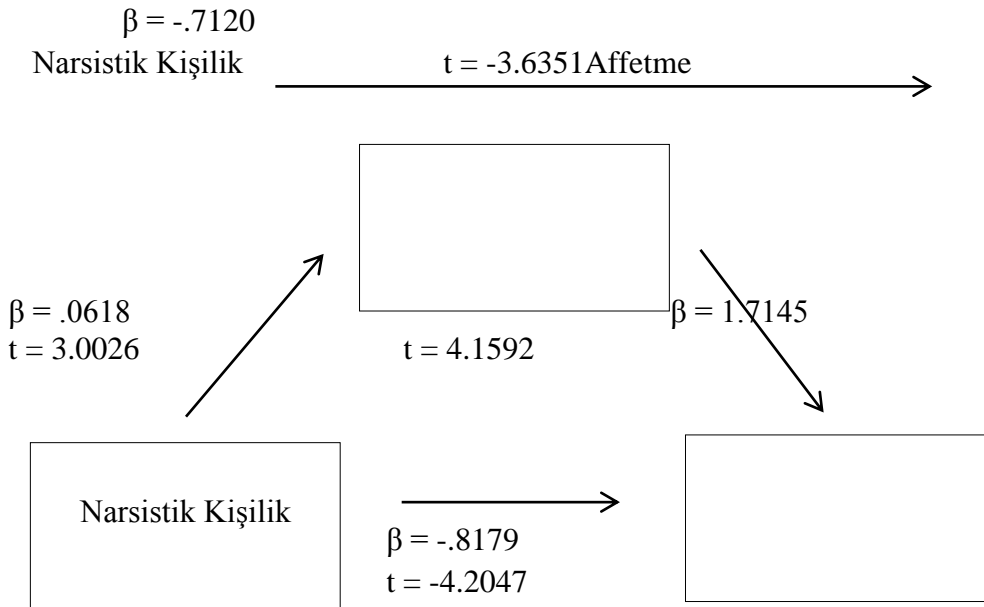 β = -.7120
Narsistik Kişilik t = -3.6351Affetme
β = .0618 β = 1.7145
t = 3.0026 t = 4.1592
Narsistik Kişilik
β = -.8179
t = -4.2047